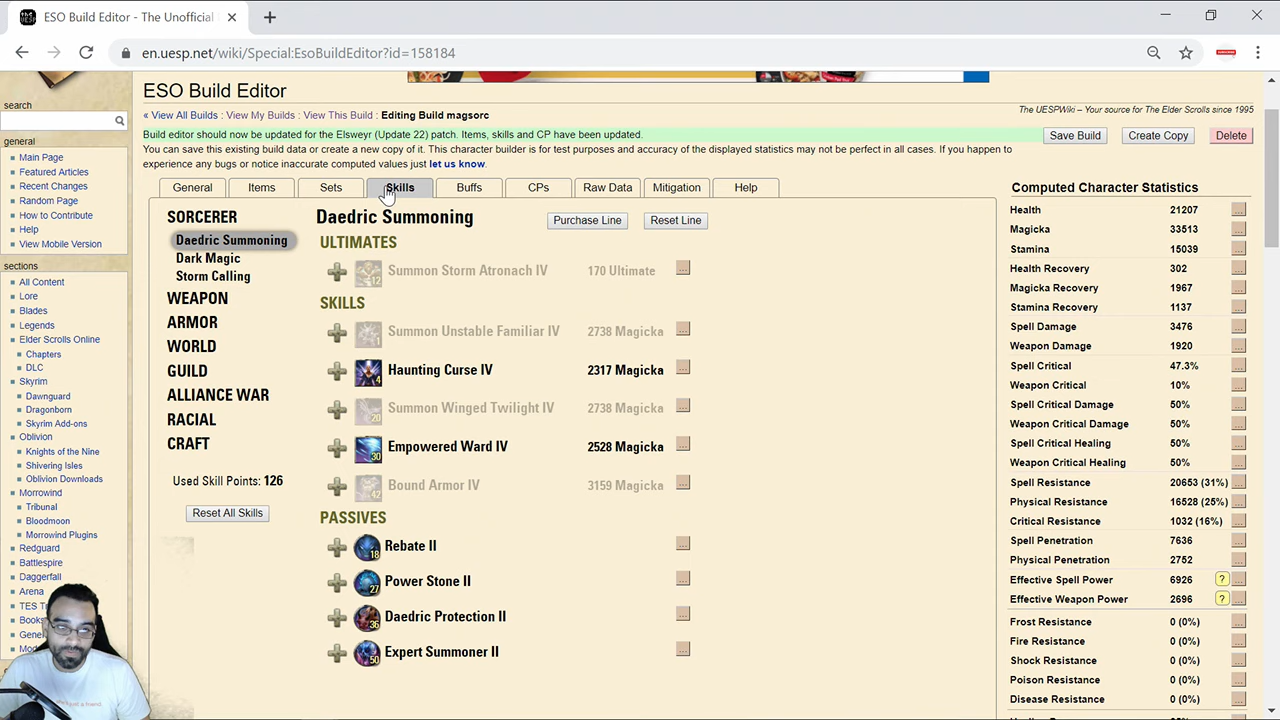 ESO Build Editor - The Unofficial
en.uesp.net/wiki/Special:EsoBuildEditor?id=158184
search
general
Main Page
Featured Articles
Recent Changes
Random Page
How to Contribute
Help
View Mobile Version
sections
All Content
Lore
Blades
Legends
Elder Scrolls Online
Chapters
DLC
Skyrim
Dawnguard
Dragonborn
Skyrim Add-ons
Oblivion
Knights of the Nine
Shivering Isles
Oblivion Downloads
Morrowind
Tribunal
Bloodmoon
Morrowind Plugins
Redguard
Battlespire
Daggerfall
Arena
TES
Books
Gener
Mod
ESO Build Editor
The UESPWiki – Your source for The Elder Scrolls since 1995
« View All Builds : View My Builds : View This Build : Editing Build magsorc
Build editor should now be updated for the Elsweyr (Update 22) patch. Items, skills and CP have been updated.
You can save this existing build data or create a new copy of it. This character builder is for test purposes and accuracy of the displayed statistics may not be perfect in all cases. If you happen to
experience any bugs or notice inaccurate computed values just let us know.
Save Build Create Copy Delete
General Items Sets Skills Buffs CPs Raw Data Mitigation Help
SORCERER
Daedric Summoning
Dark Magic
Storm Calling
WEAPON
ARMOR
WORLD
GUILD
ALLIANCE WAR
RACIAL
CRAFT
Used Skill Points: 126
Reset All Skills
Daedric Summoning Purchase Line Reset Line
ULTIMATES
12 Summon Storm Atronach IV 170 Ultimate ...
SKILLS
Summon Unstable Familiar IV 2738 Magicka ...
4 Haunting Curse IV 2317 Magicka ...
20 Summon Winged Twilight IV 2738 Magicka ...
30 Empowered Ward IV 2528 Magicka ...
42 Bound Armor IV 3159 Magicka ...
PASSIVES
18 Rebate II ...
27 Power Stone II ...
36 Daedric Protection II ...
50 Expert Summoner II ...
Computed Character Statistics
Health 21207 ...
Magicka 33513 ...
Stamina 15039 ...
Health Recovery 302 ...
Magicka Recovery 1967 ...
Stamina Recovery 1137 ...
Spell Damage 3476 ...
Weapon Damage 1920 ...
Spell Critical 47.3% ...
Weapon Critical 10% ...
Spell Critical Damage 50% ...
Weapon Critical Damage 50% ...
Spell Critical Healing 50% ...
Weapon Critical Healing 50% ...
Spell Resistance 20653 (31%) ...
Physical Resistance 16528 (25%) ...
Critical Resistance 1032 (16%) ...
Spell Penetration 7636 ...
Physical Penetration 2752 ...
Effective Spell Power 6926 ? ...
Effective Weapon Power 2696 ? ...
Frost Resistance 0 (0%) ...
Fire Resistance 0 (0%) ...
Shock Resistance 0 (0%) ...
Poison Resistance 0 (0%) ...
Disease Resistance 0 (0%) ...